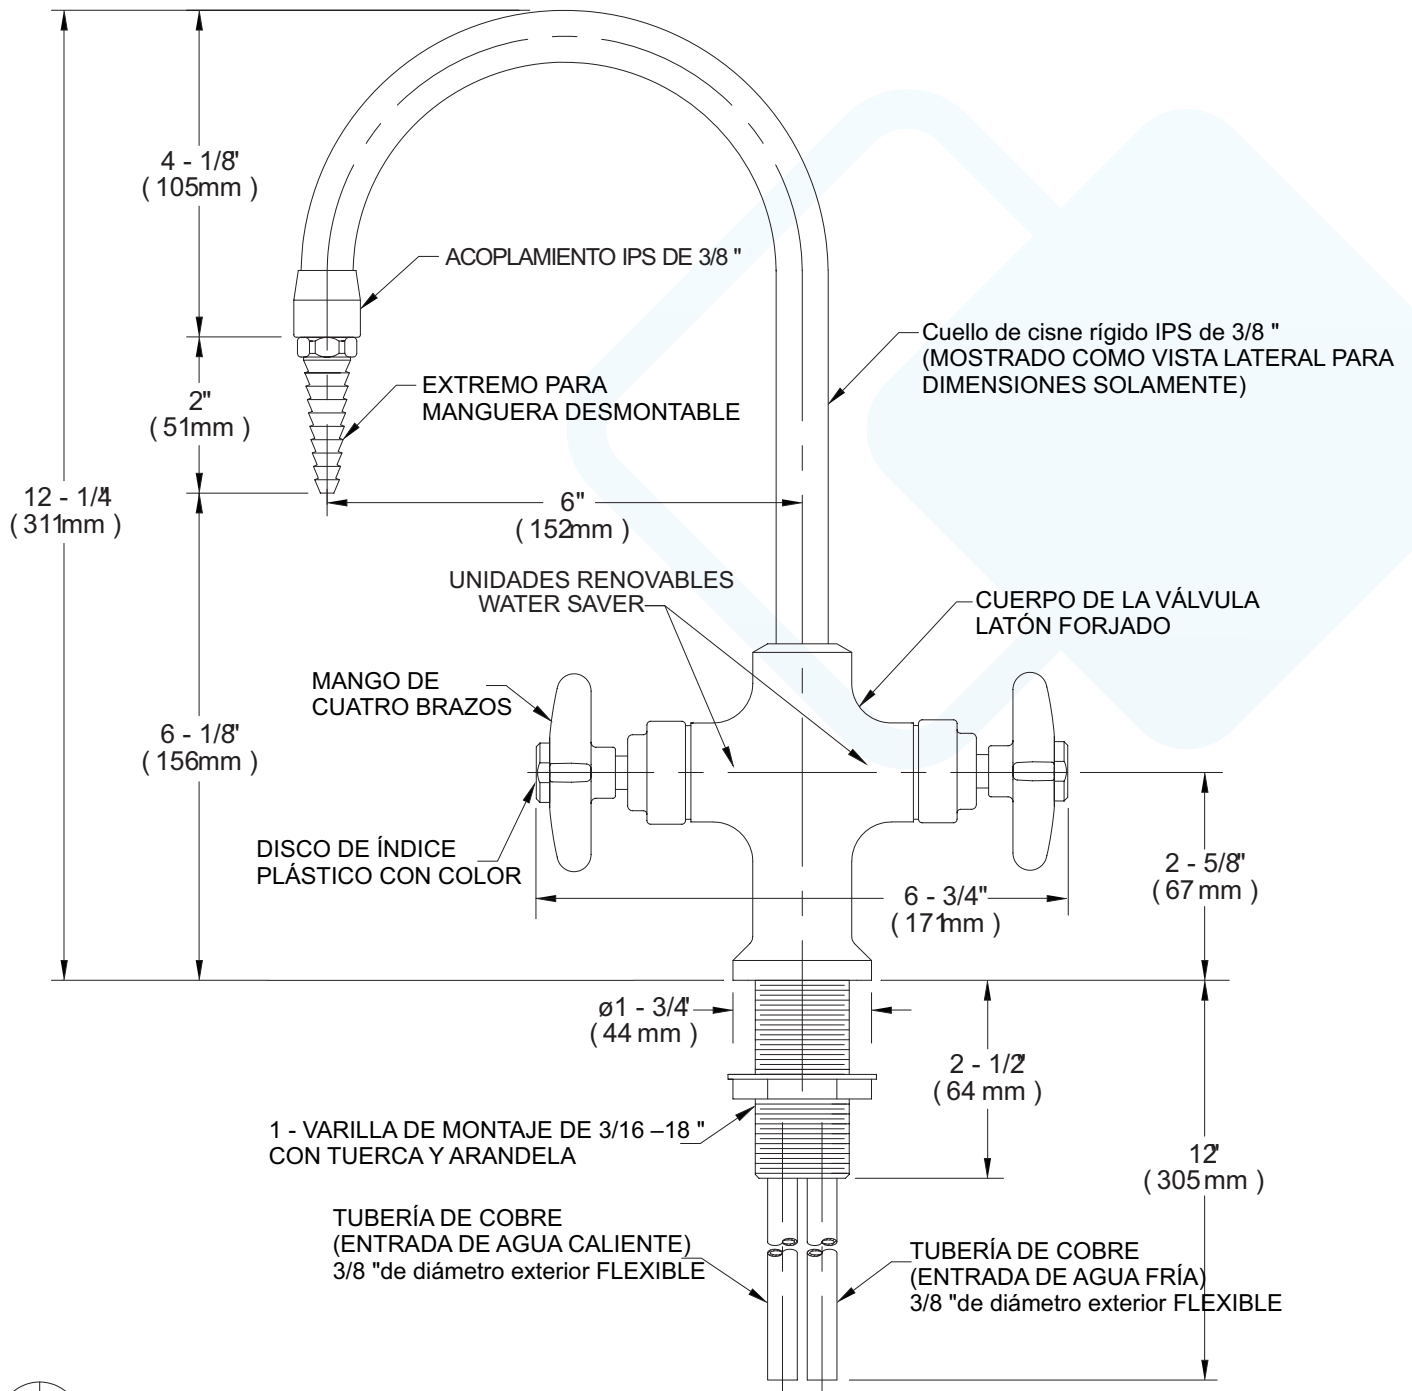 4 - 1/8"
( 105mm )
ACOPLAMIENTO IPS DE 3/8 "
Cuello de cisne rígido IPS de 3/8 "
(MOSTRADO COMO VISTA LATERAL PARA
DIMENSIONES SOLAMENTE)
EXTREMO PARA
MANGUERA DESMONTABLE
2"
( 51mm )
12 - 1/4"
( 311mm )
6"
( 152mm )
UNIDADES RENOVABLES
WATER SAVER
CUERPO DE LA VÁLVULA
LATÓN FORJADO
MANGO DE
CUATRO BRAZOS
6 - 1/8"
( 156mm )
DISCO DE ÍNDICE
PLÁSTICO CON COLOR
2 - 5/8"
( 67 mm )
6 - 3/4"
( 171mm )
ø1 - 3/4"
( 44 mm )
2 - 1/2"
( 64 mm )
1 - VARILLA DE MONTAJE DE 3/16 –18 "
CON TUERCA Y ARANDELA
12"
( 305 mm )
TUBERÍA DE COBRE
(ENTRADA DE AGUA CALIENTE)
3/8 "de diámetro exterior FLEXIBLE
TUBERÍA DE COBRE
(ENTRADA DE AGUA FRÍA)
3/8 "de diámetro exterior FLEXIBLE